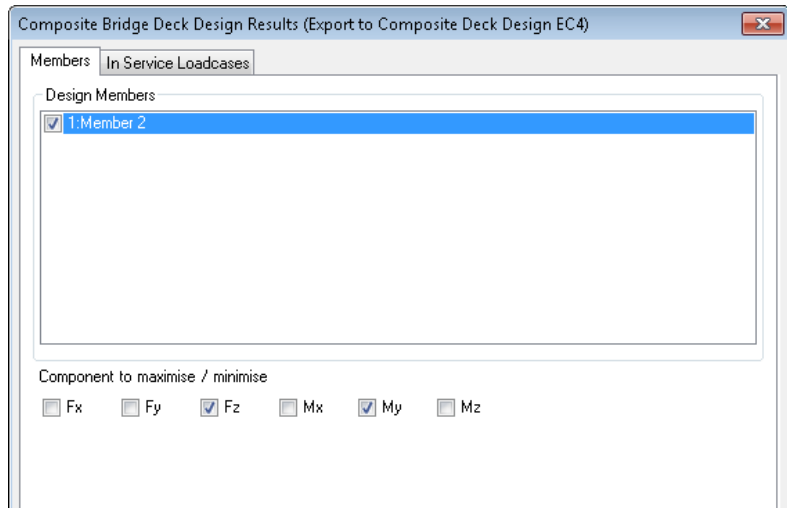 Composite Bridge Deck Design Results (Export to Composite Deck Design EC4)
Members In Service Loadcases
Design Members
1:Member 2
Component to maximise / minimise
Fx Fy Fz Mx My Mz